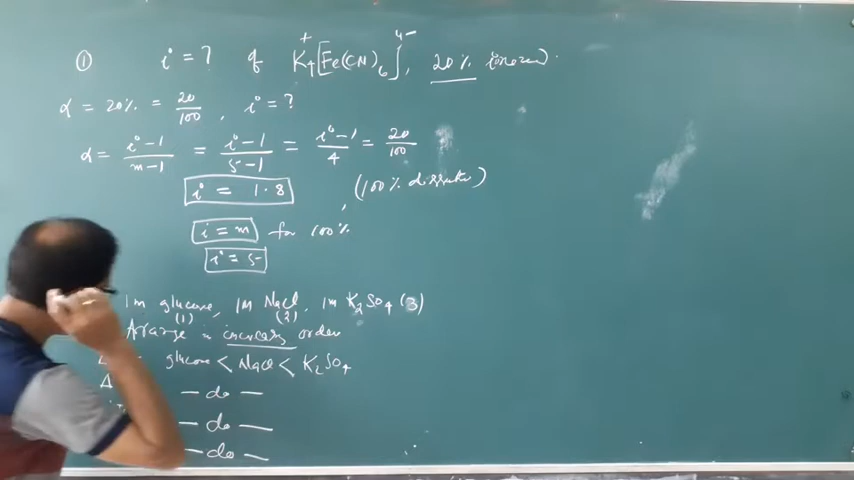 ① i = ? of K₄⁺[Fe(CN)₆]⁴⁻, 20% ionized.
α = 20% = 20/100, i = ?
α = i-1/m-1 = i-1/5-1 = i-1/4 = 20/100
i = 1.8, (100%
i = m for 100%
i = 5
1m glucose, 1M NaCl, 1m K₂SO₄ (3)
(1) (2)
Arrange in order
glucose < NaCl < K₂SO₄
Δ — do —
— do —
— do —